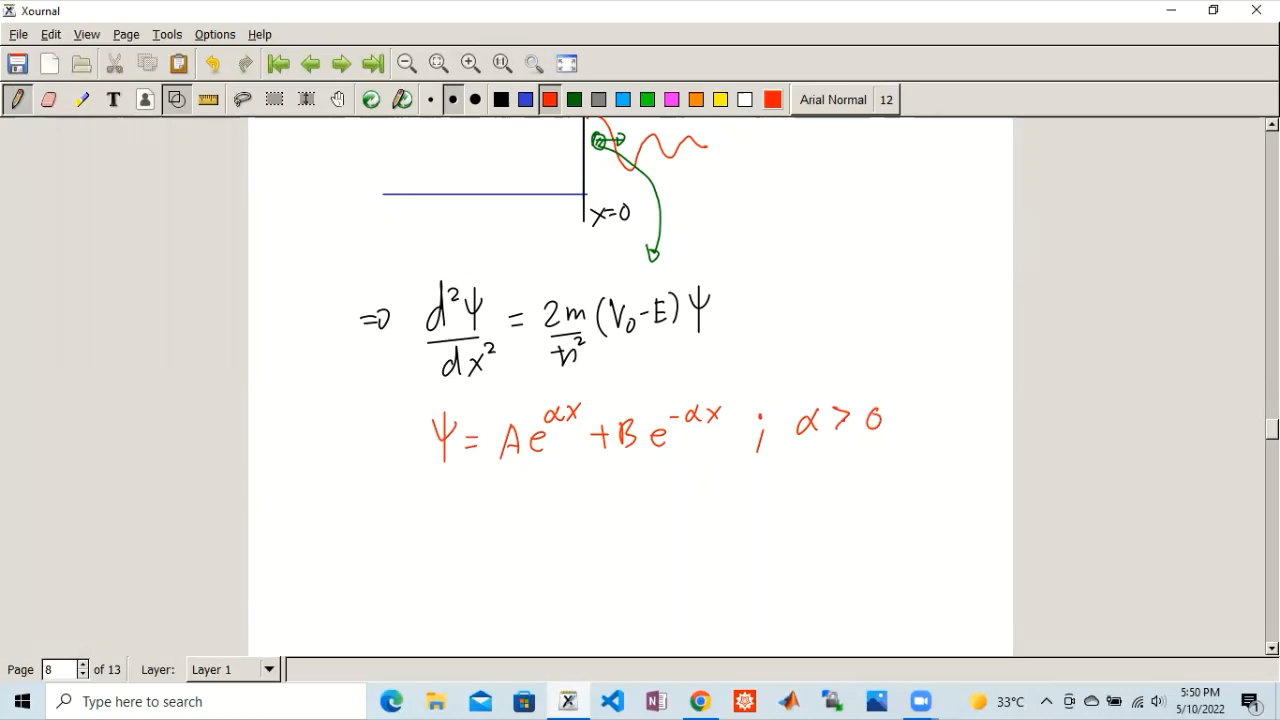 Xournal
File Edit View Page Tools Options Help
T Arial Normal 12
x=0
⇒ d²Ψ/dx² = 2m/ħ² (V₀-E) Ψ
Ψ = Ae^{αx} + Be^{-αx} ; α > 0
Page 8 of 13 Layer: Layer 1
Type here to search
33°C
5:50 PM
5/10/2022
1